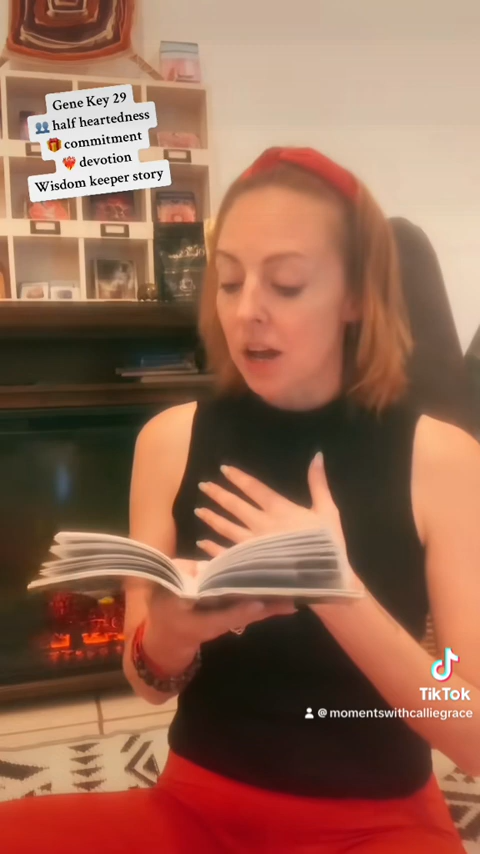 Gene Key 29
👥 half heartedness
🎁 commitment
❤️‍🔥 devotion
Wisdom keeper story
TikTok
@momentswithcalliegrace